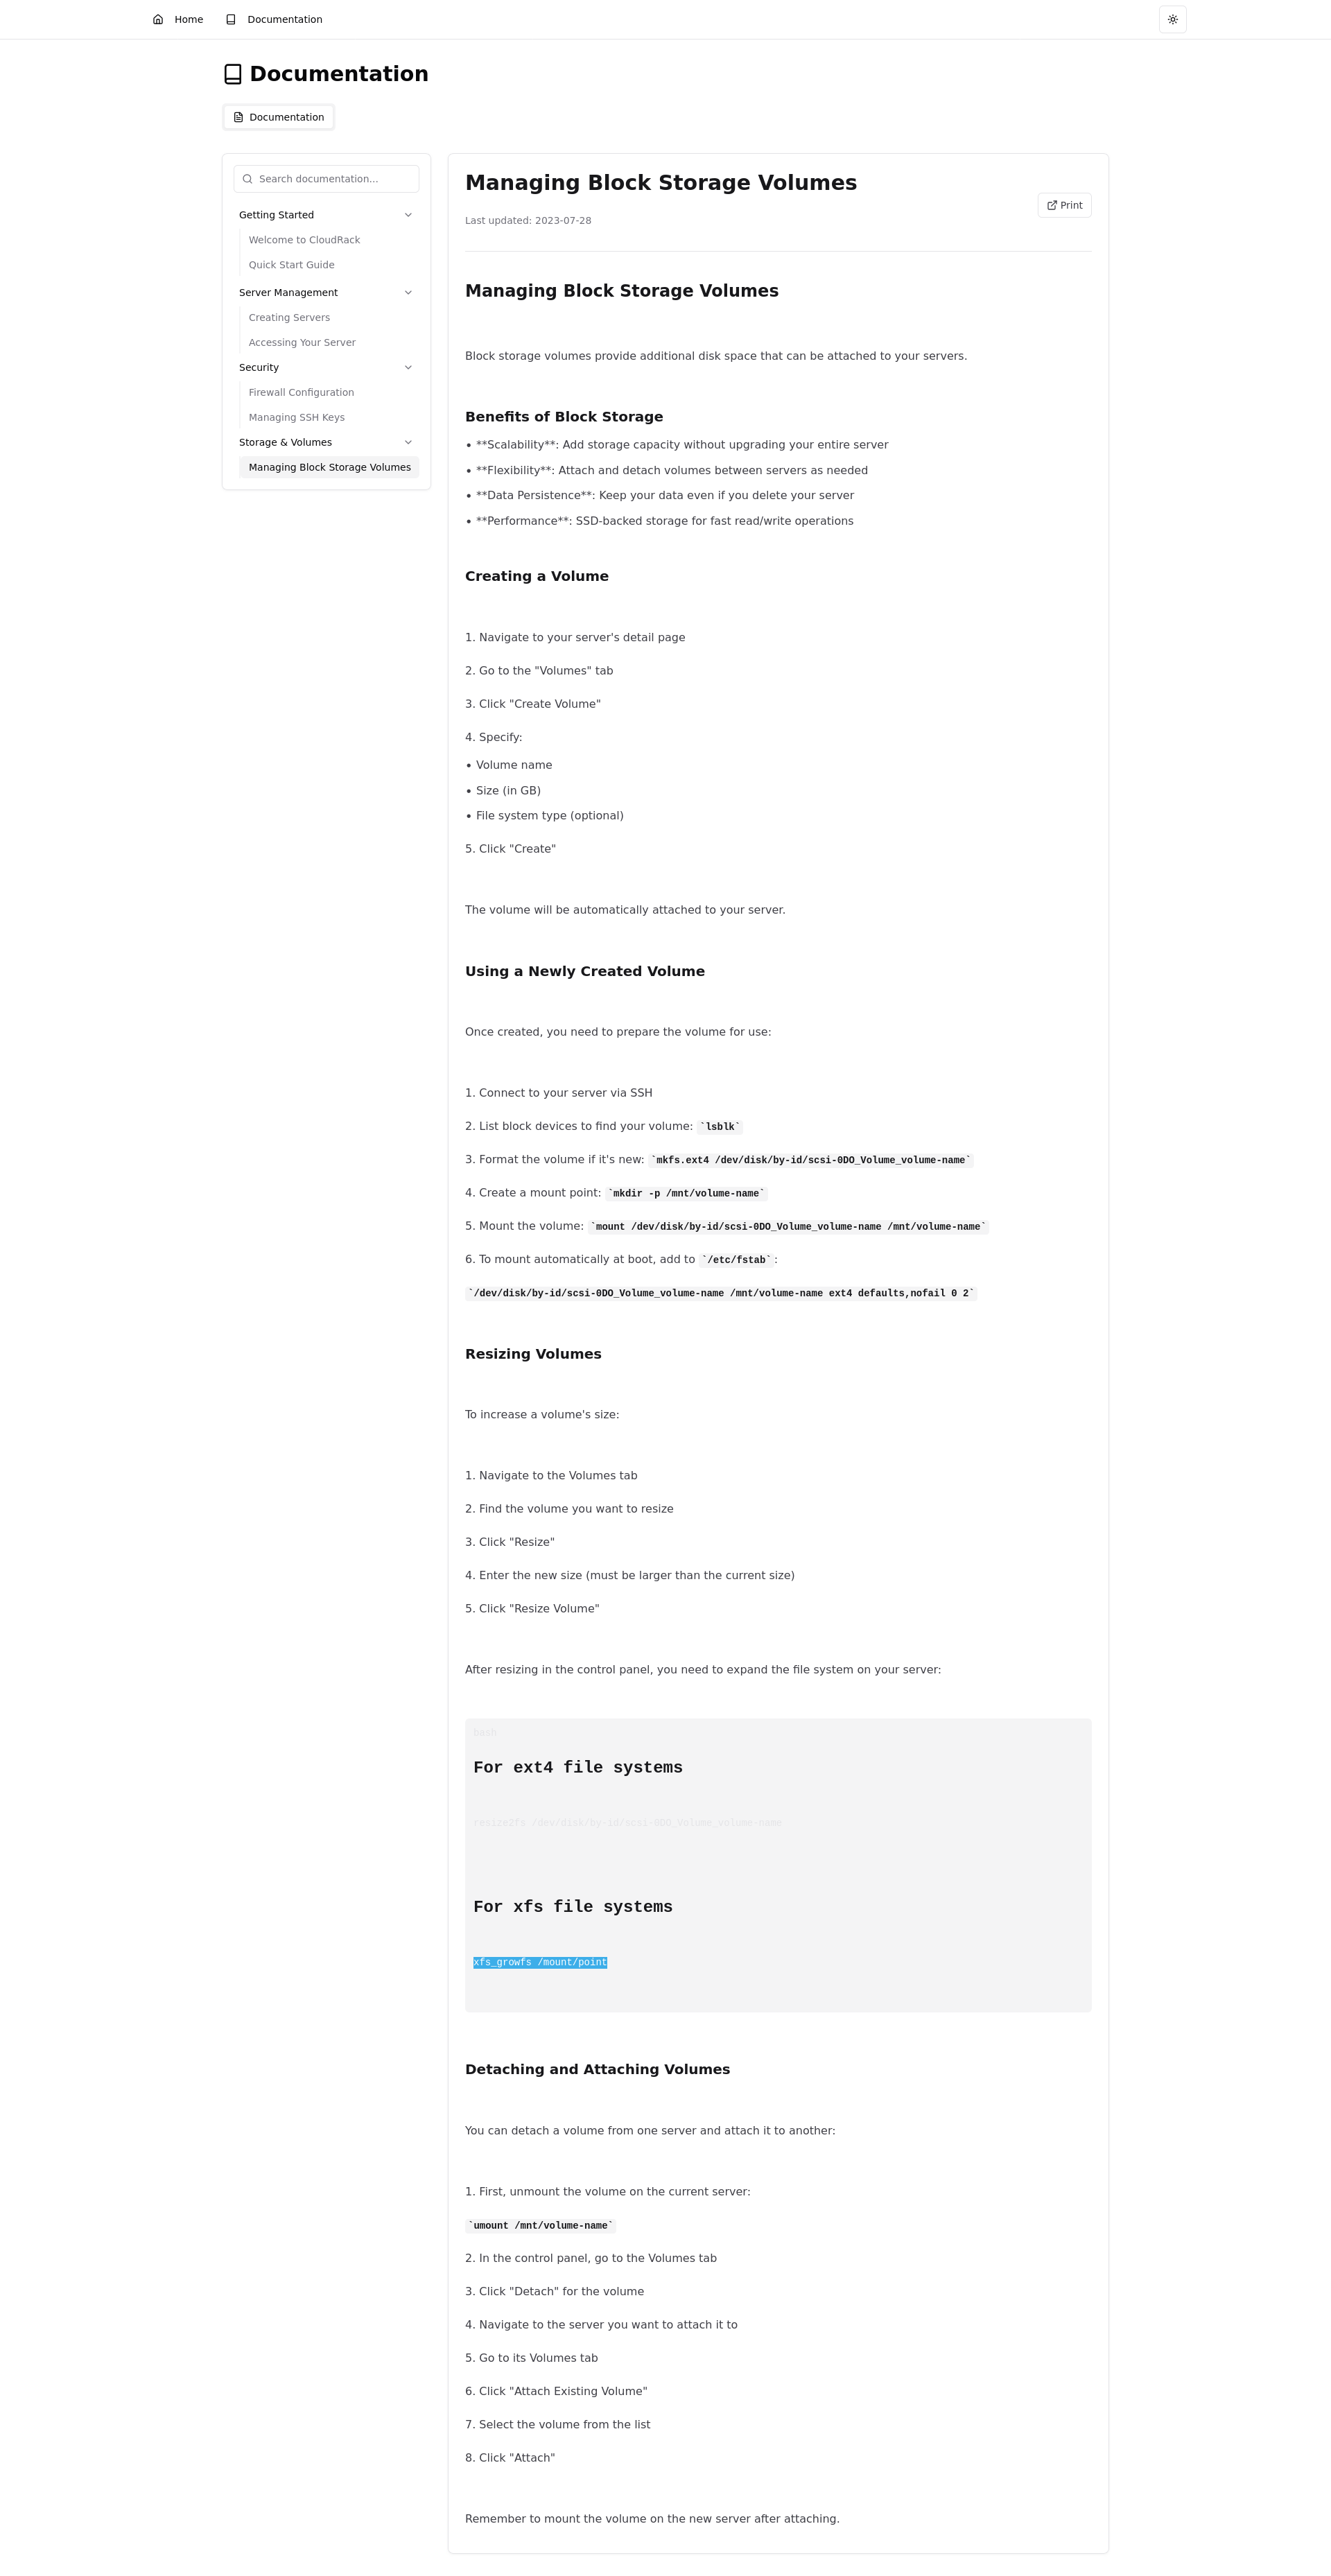 Home
Documentation
Documentation
Documentation
Search documentation...
Getting Started
Welcome to CloudRack
Quick Start Guide
Server Management
Creating Servers
Accessing Your Server
Security
Firewall Configuration
Managing SSH Keys
Storage & Volumes
Managing Block Storage Volumes
Managing Block Storage Volumes
Print
Last updated: 2023-07-28
Managing Block Storage Volumes
Block storage volumes provide additional disk space that can be attached to your servers.
Benefits of Block Storage
• **Scalability**: Add storage capacity without upgrading your entire server
• **Flexibility**: Attach and detach volumes between servers as needed
• **Data Persistence**: Keep your data even if you delete your server
• **Performance**: SSD-backed storage for fast read/write operations
Creating a Volume
1. Navigate to your server's detail page
2. Go to the "Volumes" tab
3. Click "Create Volume"
4. Specify:
• Volume name
• Size (in GB)
• File system type (optional)
5. Click "Create"
The volume will be automatically attached to your server.
Using a Newly Created Volume
Once created, you need to prepare the volume for use:
1. Connect to your server via SSH
2. List block devices to find your volume: `lsblk`
3. Format the volume if it's new: `mkfs.ext4 /dev/disk/by-id/scsi-0DO_Volume_volume-name`
4. Create a mount point: `mkdir -p /mnt/volume-name`
5. Mount the volume: `mount /dev/disk/by-id/scsi-0DO_Volume_volume-name /mnt/volume-name`
6. To mount automatically at boot, add to `/etc/fstab`:
`/dev/disk/by-id/scsi-0DO_Volume_volume-name /mnt/volume-name ext4 defaults,nofail 0 2`
Resizing Volumes
To increase a volume's size:
1. Navigate to the Volumes tab
2. Find the volume you want to resize
3. Click "Resize"
4. Enter the new size (must be larger than the current size)
5. Click "Resize Volume"
After resizing in the control panel, you need to expand the file system on your server:
bash
For ext4 file systems
resize2fs /dev/disk/by-id/scsi-0DO_Volume_volume-name
For xfs file systems
xfs_growfs /mount/point
Detaching and Attaching Volumes
You can detach a volume from one server and attach it to another:
1. First, unmount the volume on the current server:
`umount /mnt/volume-name`
2. In the control panel, go to the Volumes tab
3. Click "Detach" for the volume
4. Navigate to the server you want to attach it to
5. Go to its Volumes tab
6. Click "Attach Existing Volume"
7. Select the volume from the list
8. Click "Attach"
Remember to mount the volume on the new server after attaching.